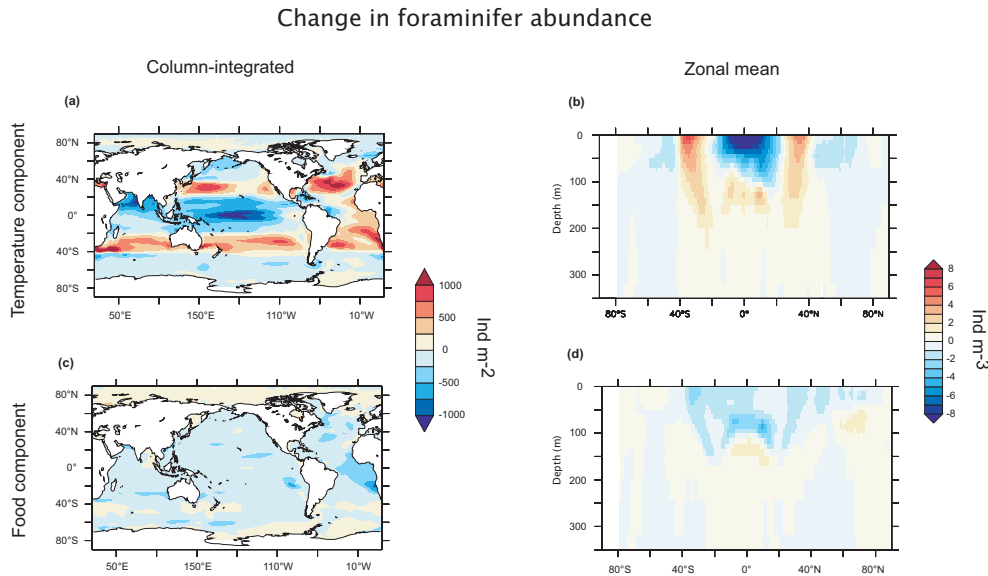 Change in foraminifer abundance
Column-integrated
Zonal mean
Temperature component
(a)
80°N
40°N
0°
40°S
80°S
50°E
150°E
110°W
10°W
(b)
Depth (m)
0
100
200
300
80°S
40°S
0°
40°N
80°N
1000
500
0
-500
-1000
Ind m-2
8
6
4
2
0
-2
-4
-6
-8
Ind m-3
Food component
(c)
80°N
40°N
0°
40°S
80°S
50°E
150°E
110°W
10°W
(d)
Depth (m)
0
100
200
300
80°S
40°S
0°
40°N
80°N